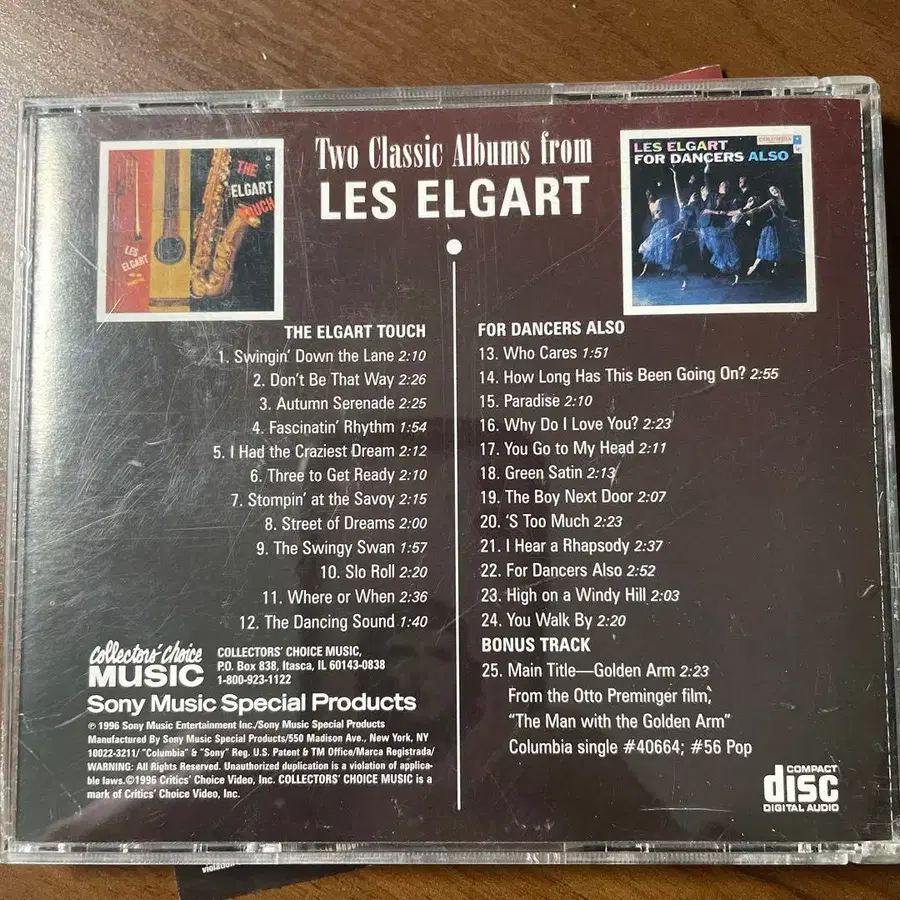 Two Classic Albums from
LES ELGART
THE
ELGART
TOUCH
LES
ELGART
COLUMBIA
LES ELGART
FOR DANCERS ALSO
THE ELGART TOUCH
1. Swingin' Down the Lane 2:10
2. Don't Be That Way 2:26
3. Autumn Serenade 2:25
4. Fascinatin' Rhythm 1:54
5. I Had the Craziest Dream 2:12
6. Three to Get Ready 2:10
7. Stompin' at the Savoy 2:15
8. Street of Dreams 2:00
9. The Swingy Swan 1:57
10. Slo Roll 2:20
11. Where or When 2:36
12. The Dancing Sound 1:40
FOR DANCERS ALSO
13. Who Cares 1:51
14. How Long Has This Been Going On? 2:55
15. Paradise 2:10
16. Why Do I Love You? 2:23
17. You Go to My Head 2:11
18. Green Satin 2:13
19. The Boy Next Door 2:07
20. 'S Too Much 2:23
21. I Hear a Rhapsody 2:37
22. For Dancers Also 2:52
23. High on a Windy Hill 2:03
24. You Walk By 2:20
BONUS TRACK
25. Main Title—Golden Arm 2:23
From the Otto Preminger film,
"The Man with the Golden Arm"
Columbia single #40664; #56 Pop
Collectors' Choice
MUSIC
COLLECTORS' CHOICE MUSIC,
P.O. Box 838, Itasca, IL 60143-0838
1-800-923-1122
Sony Music Special Products
℗ 1996 Sony Music Entertainment Inc./Sony Music Special Products
Manufactured By Sony Music Special Products/550 Madison Ave., New York, NY
10022-3211/ "Columbia" & "Sony" Reg. U.S. Patent & TM Office/Marca Registrada/
WARNING: All Rights Reserved. Unauthorized duplication is a violation of applica-
ble laws.©1996 Critics' Choice Video, Inc. COLLECTORS' CHOICE MUSIC is a
mark of Critics' Choice Video, Inc.
COMPACT
disc
DIGITAL AUDIO
violation